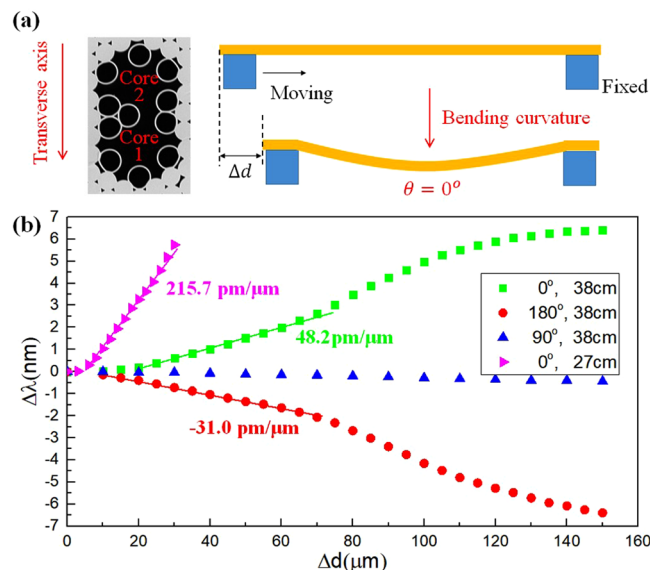 (a)
Transverse axis
Core
2
Core
1
Moving
Fixed
Bending curvature
Δd
θ = 0°
(b)
Δλ(nm)
7
6
5
4
3
2
1
0
-1
-2
-3
-4
-5
-6
-7
215.7 pm/μm
48.2pm/μm
-31.0 pm/μm
0°, 38cm
180°, 38cm
90°, 38cm
0°, 27cm
0 20 40 60 80 100 120 140 160
Δd(μm)